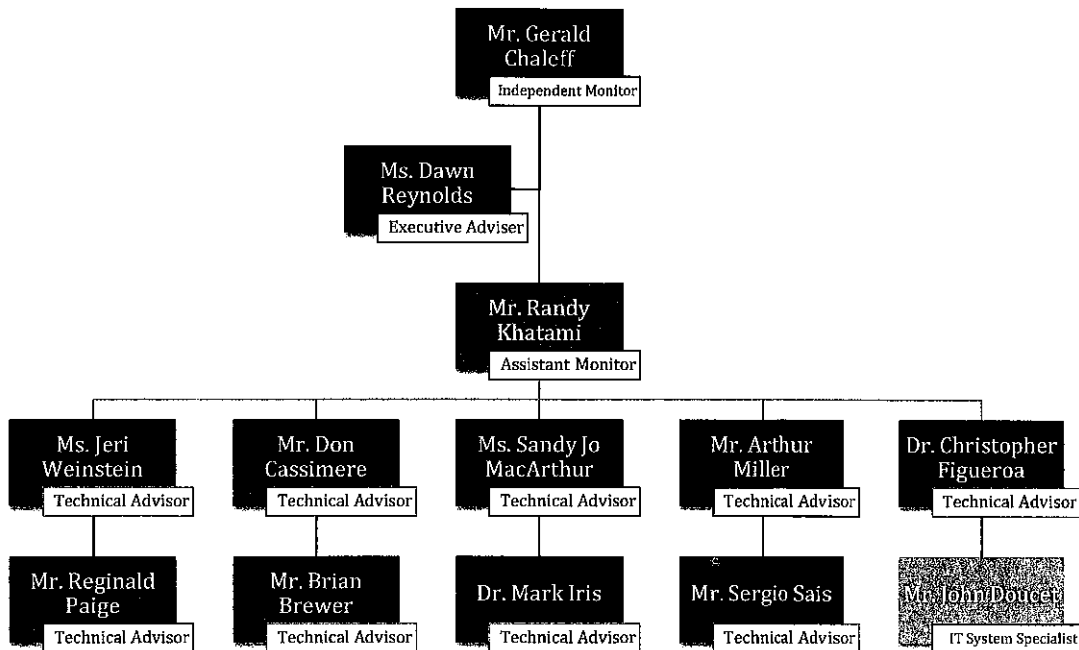 Mr. Gerald
Chaleff
Independent Monitor
Ms. Dawn
Reynolds
Executive Adviser
Mr. Randy
Khatami
Assistant Monitor
Ms. Jeri
Weinstein
Technical Advisor
Mr. Don
Cassimere
Technical Advisor
Ms. Sandy Jo
MacArthur
Technical Advisor
Mr. Arthur
Miller
Technical Advisor
Dr. Christopher
Figueroa
Technical Advisor
Mr. Reginald
Paige
Technical Advisor
Mr. Brian
Brewer
Technical Advisor
Dr. Mark Iris
Technical Advisor
Mr. Sergio Sais
Technical Advisor
Mr. John Doucet
IT System Specialist